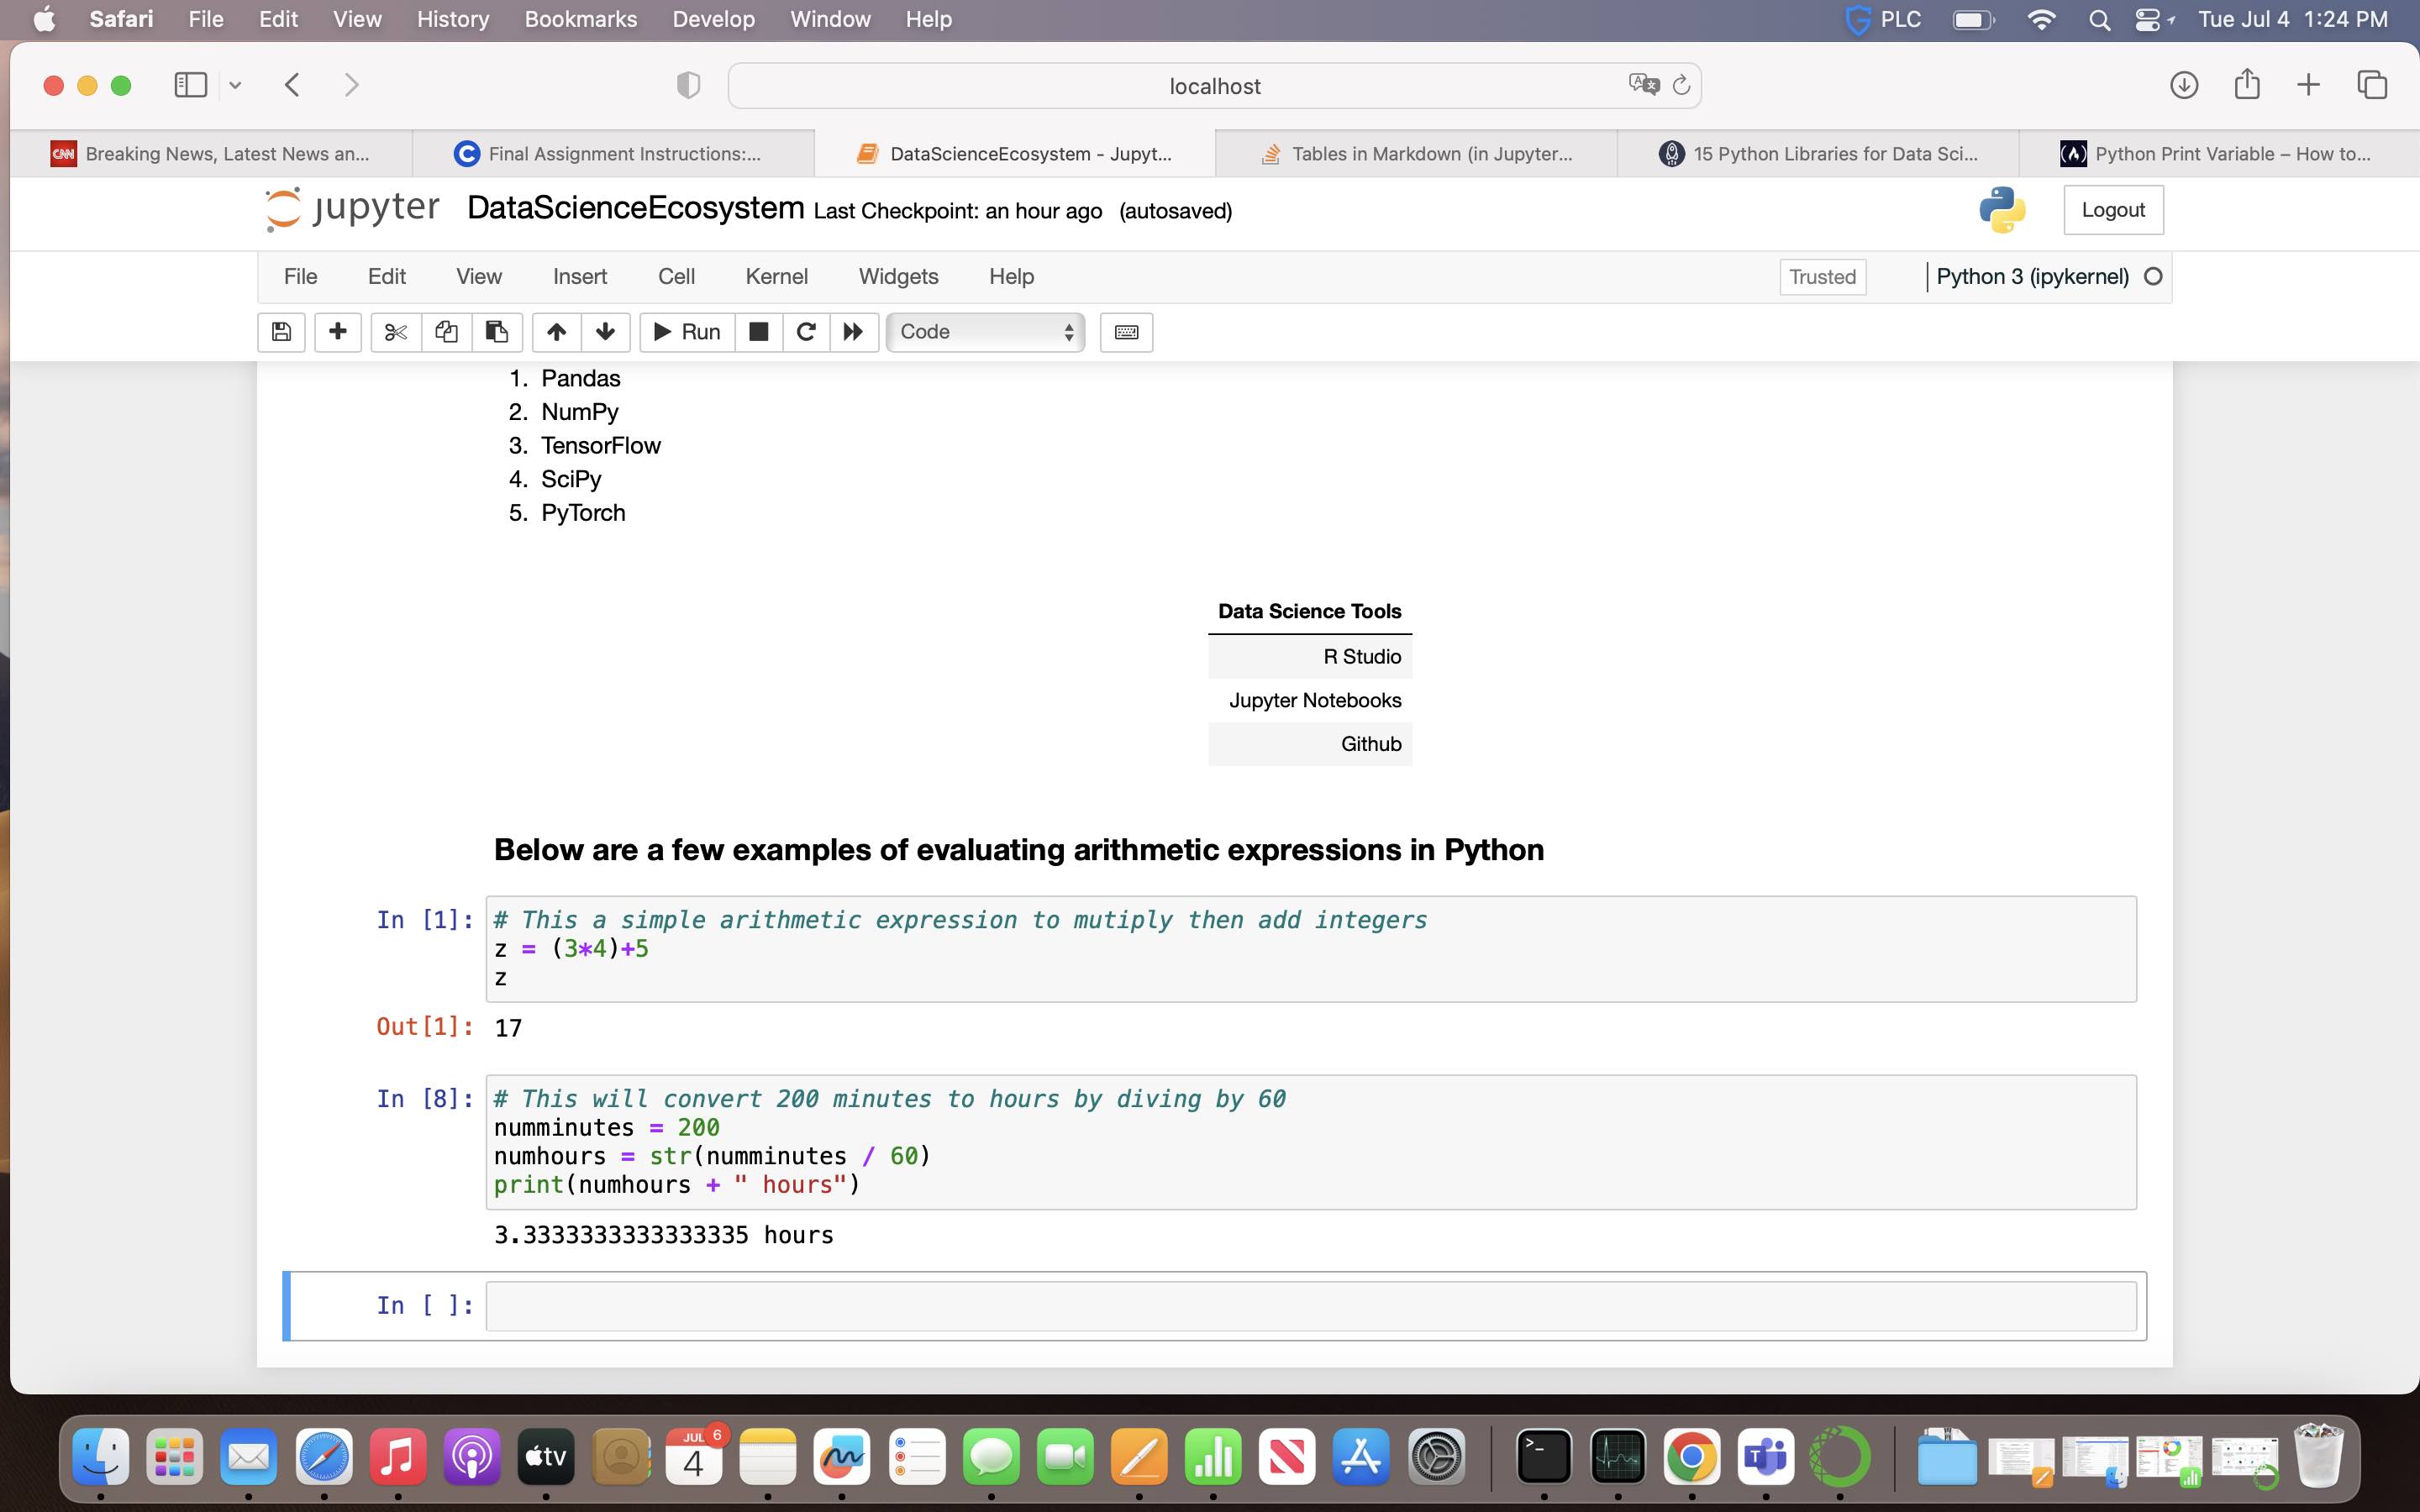 Safari File Edit View History Bookmarks Develop Window Help PLC Tue Jul 4 1:24 PM
localhost
CNN Breaking News, Latest News an...
Final Assignment Instructions:...
DataScienceEcosystem - Jupyt...
Tables in Markdown (in Jupyter...
15 Python Libraries for Data Sci...
Python Print Variable – How to...
jupyter DataScienceEcosystem Last Checkpoint: an hour ago (autosaved) Logout
File Edit View Insert Cell Kernel Widgets Help Trusted Python 3 (ipykernel)
Run Code
1. Pandas
2. NumPy
3. TensorFlow
4. SciPy
5. PyTorch
Data Science Tools
R Studio
Jupyter Notebooks
Github
Below are a few examples of evaluating arithmetic expressions in Python
In [1]: # This a simple arithmetic expression to mutiply then add integers
z = (3*4)+5
z
Out[1]: 17
In [8]: # This will convert 200 minutes to hours by diving by 60
numminutes = 200
numhours = str(numminutes / 60)
print(numhours + " hours")
3.3333333333333335 hours
In [ ]:
tv
JUL 6
4